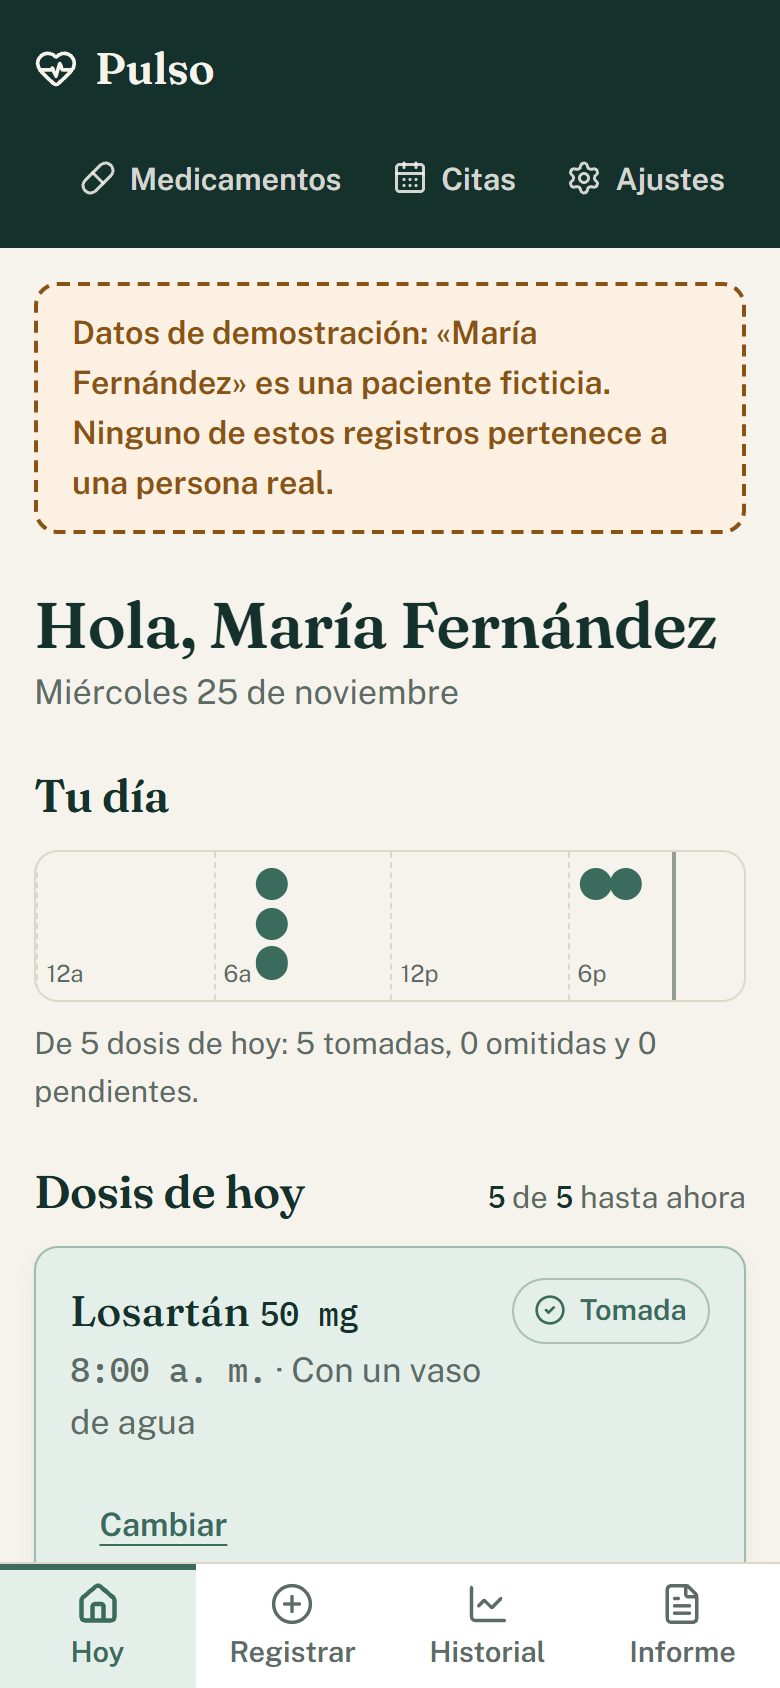 Pulso
Medicamentos
Citas
Ajustes
Datos de demostración: «María
Fernández» es una paciente ficticia.
Ninguno de estos registros pertenece a
una persona real.
Hola, María Fernández
Miércoles 25 de noviembre
Tu día
12a
6a
12p
6p
De 5 dosis de hoy: 5 tomadas, 0 omitidas y 0
pendientes.
Dosis de hoy
5 de 5 hasta ahora
Losartán 50 mg
Tomada
8:00 a. m. · Con un vaso
de agua
Cambiar
Hoy
Registrar
Historial
Informe